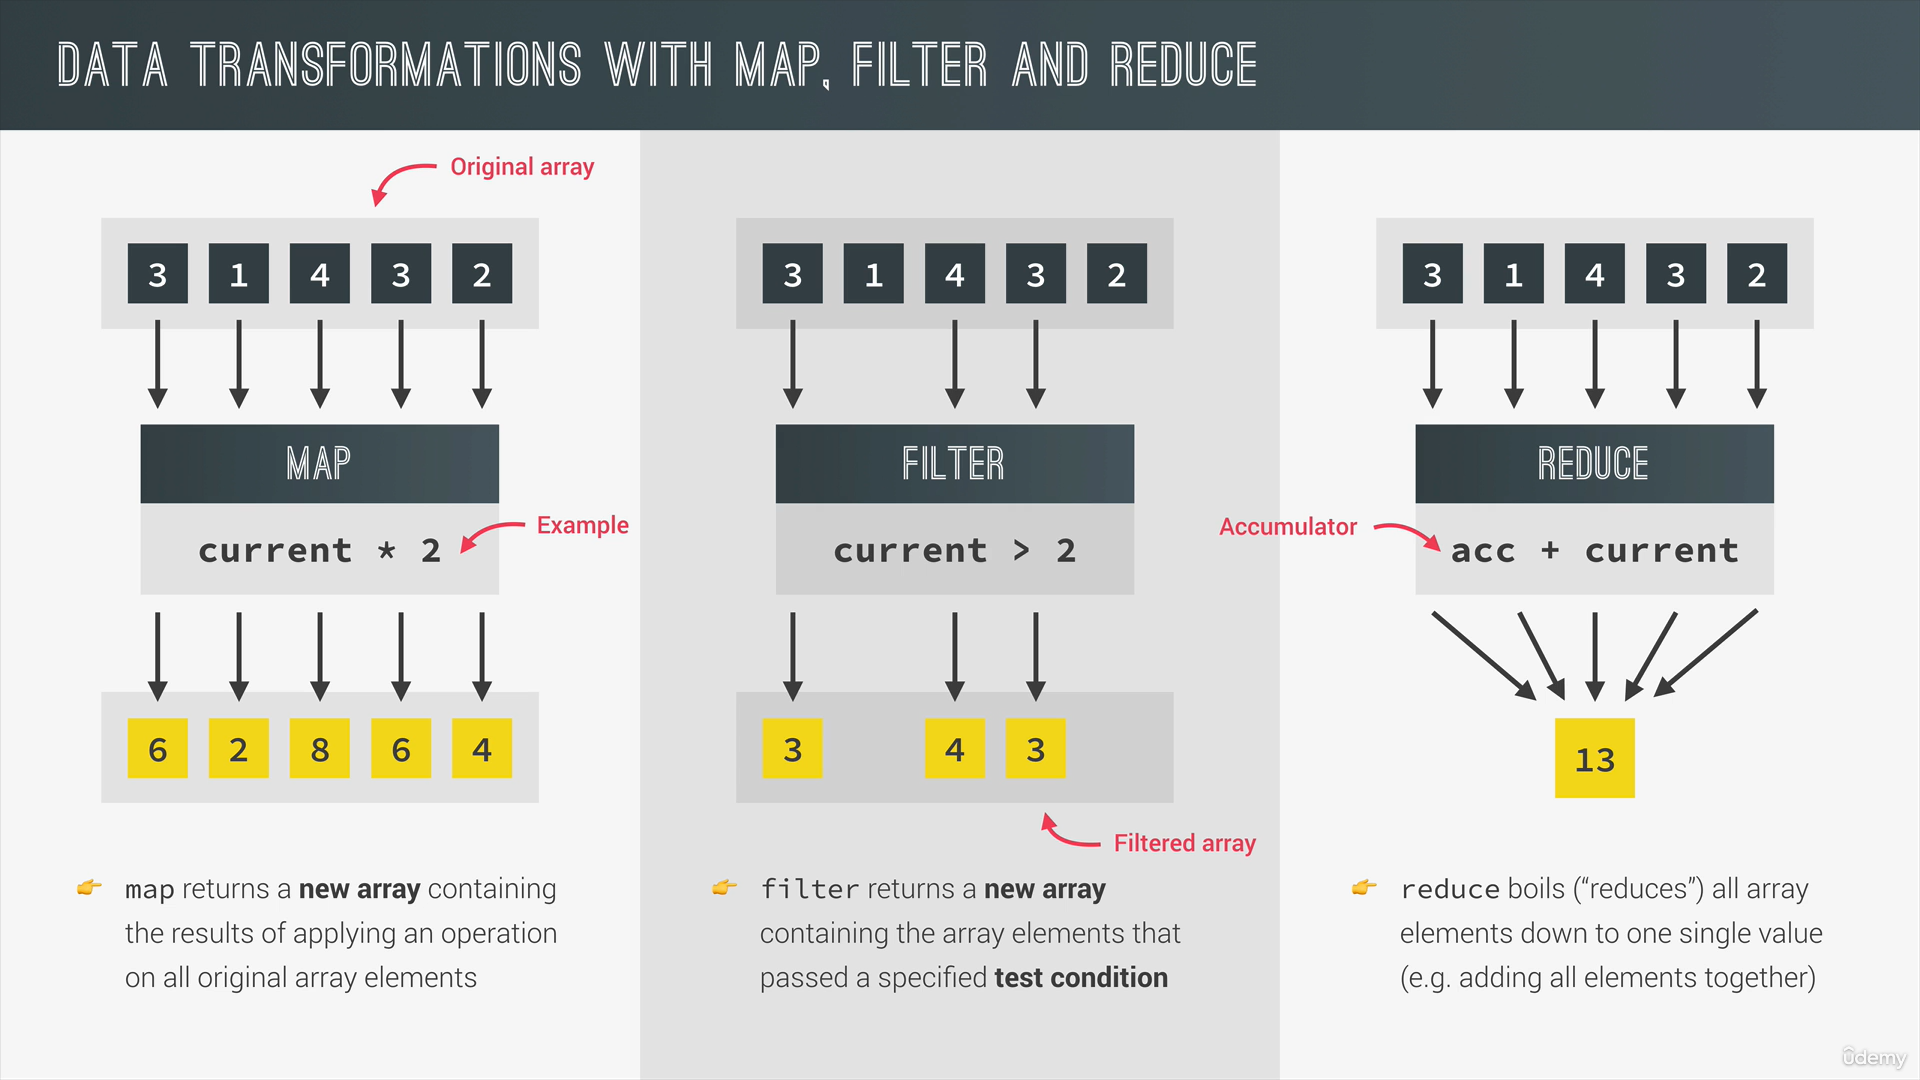 DATA TRANSFORMATIONS WITH MAP, FILTER AND REDUCE
Original array
3 1 4 3 2
MAP
current * 2
Example
6 2 8 6 4
map returns a new array containing
the results of applying an operation
on all original array elements
3 1 4 3 2
FILTER
current > 2
3 4 3
Filtered array
filter returns a new array
containing the array elements that
passed a specified test condition
3 1 4 3 2
REDUCE
Accumulator
acc + current
13
reduce boils (“reduces”) all array
elements down to one single value
(e.g. adding all elements together)
ûdemy